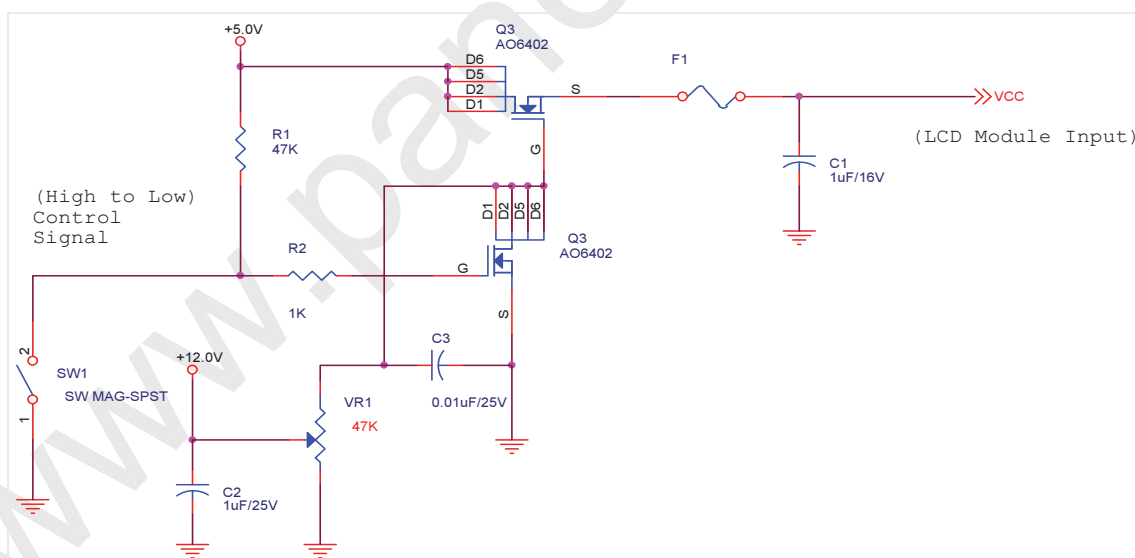 +5.0V
Q3
AO6402
D6
D5
D2
D1
S
G
F1
VCC
(LCD Module Input)
C1
1uF/16V
R1
47K
(High to Low)
Control
Signal
R2
1K
D1
D2
D5
D6
Q3
AO6402
G
S
C3
0.01uF/25V
+12.0V
2
SW1
SW MAG-SPST
1
VR1
47K
C2
1uF/25V
www.pane